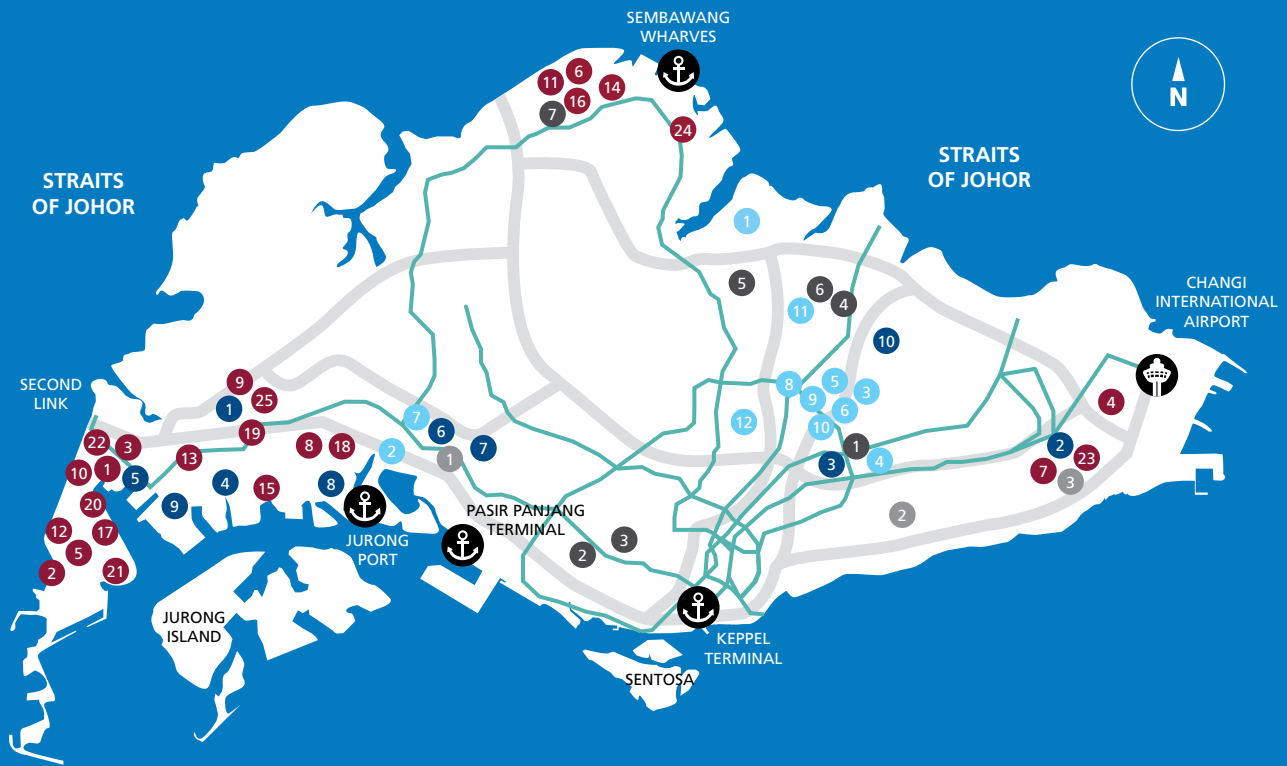 SEMBAWANG
WHARVES
11
6
14
16
7
N
24
STRAITS
OF JOHOR
STRAITS
OF JOHOR
1
5
6
4
11
CHANGI
INTERNATIONAL
AIRPORT
10
SECOND
LINK
9
25
1
8
5
3
9
6
10
4
12
7
6
7
2
1
22
3
19
8
18
13
10
1
5
4
15
8
9
1
3
4
2
23
7
3
20
12
17
5
2
21
JURONG
PORT
PASIR PANJANG
TERMINAL
2
3
2
JURONG
ISLAND
KEPPEL
TERMINAL
SENTOSA